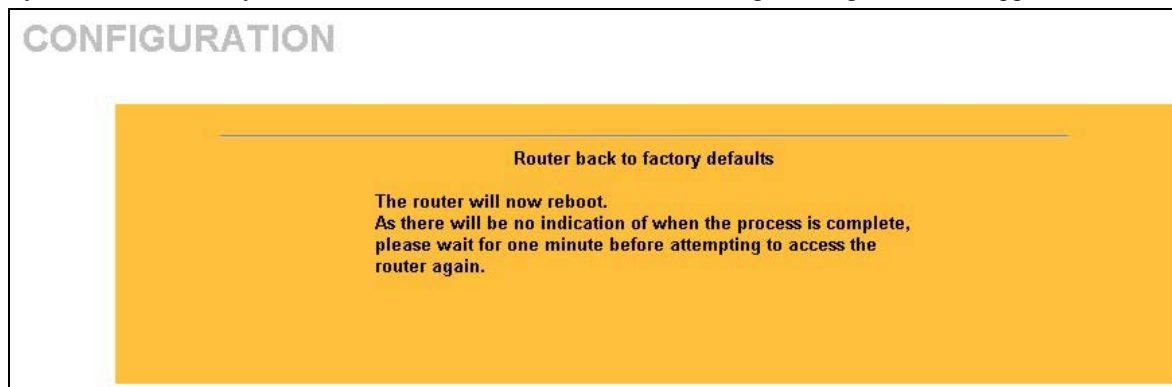 CONFIGURATION
Router back to factory defaults
The router will now reboot.
As there will be no indication of when the process is complete,
please wait for one minute before attempting to access the
router again.